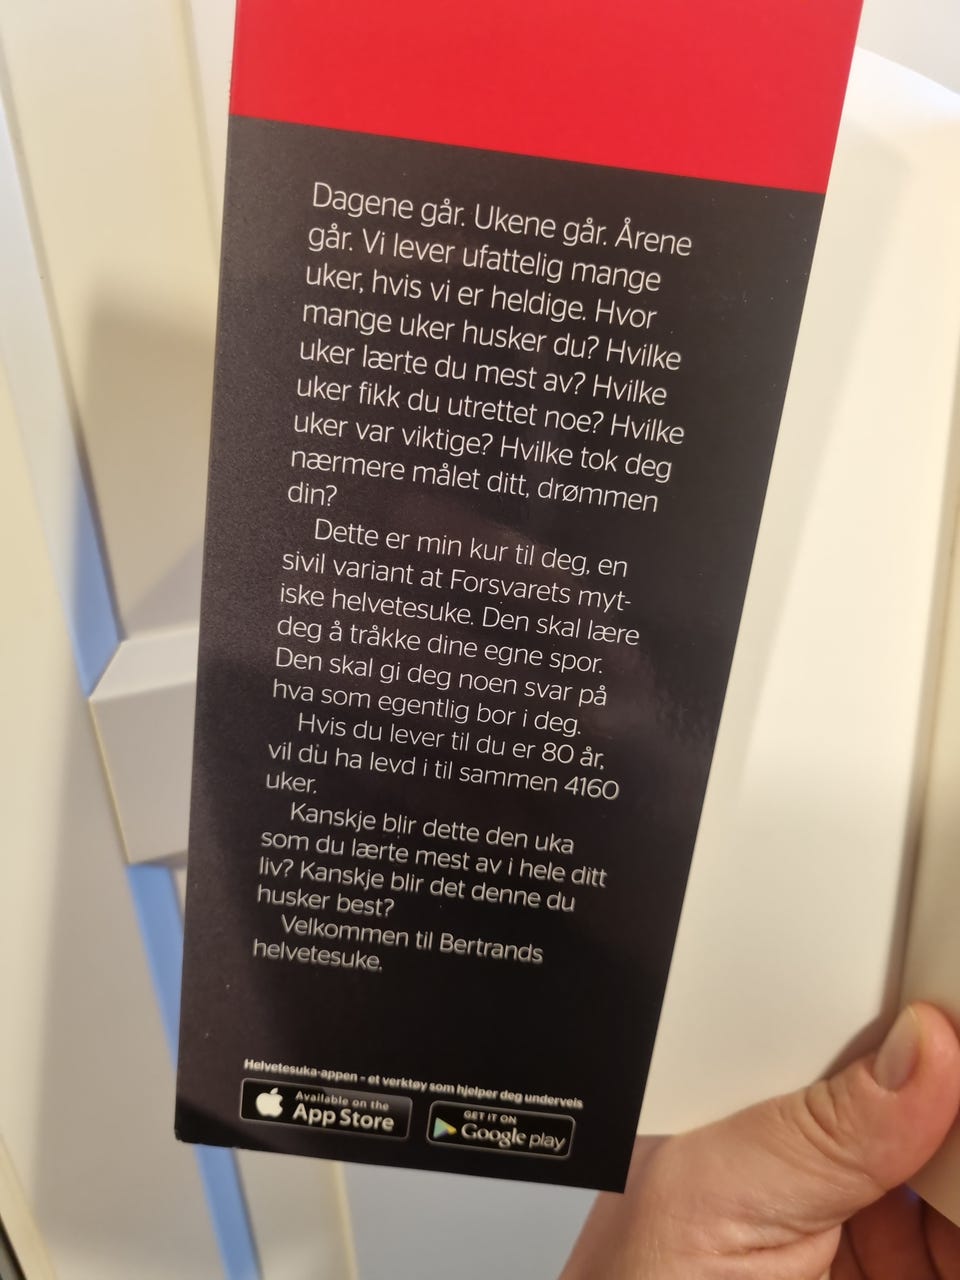 Dagene går. Ukene går. Årene
går. Vi lever ufattelig mange
uker, hvis vi er heldige. Hvor
mange uker husker du? Hvilke
uker lærte du mest av? Hvilke
uker fikk du utrettet noe? Hvilke
uker var viktige? Hvilke tok deg
nærmere målet ditt, drømmen
din?
Dette er min kur til deg, en
sivil variant at Forsvarets myt-
iske helvetesuke. Den skal lære
deg å tråkke dine egne spor.
Den skal gi deg noen svar på
hva som egentlig bor i deg.
Hvis du lever til du er 80 år,
vil du ha levd i til sammen 4160
uker.
Kanskje blir dette den uka
som du lærte mest av i hele ditt
liv? Kanskje blir det denne du
husker best?
Velkommen til Bertrands
helvetesuke.
Helvetesuka-appen - et verktøy som hjelper deg underveis
Available on the
App Store
GET IT ON
Google play